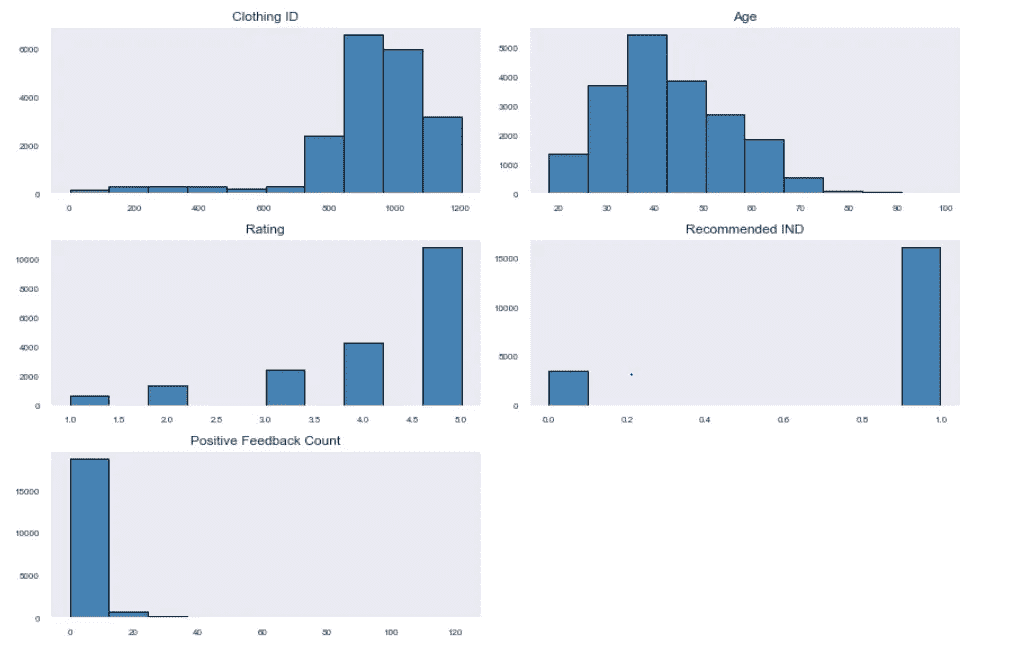 Clothing ID
6000
4000
2000
0
0 200 400 600 800 1000 1200
Age
5000
4000
3000
2000
1000
0
20 30 40 50 60 70 80 90 100
Rating
10000
8000
6000
4000
2000
0
1.0 1.5 2.0 2.5 3.0 3.5 4.0 4.5 5.0
Recommended IND
15000
10000
5000
0
0.0 0.2 0.4 0.6 0.8 1.0
Positive Feedback Count
15000
10000
5000
0
0 20 40 60 80 100 120